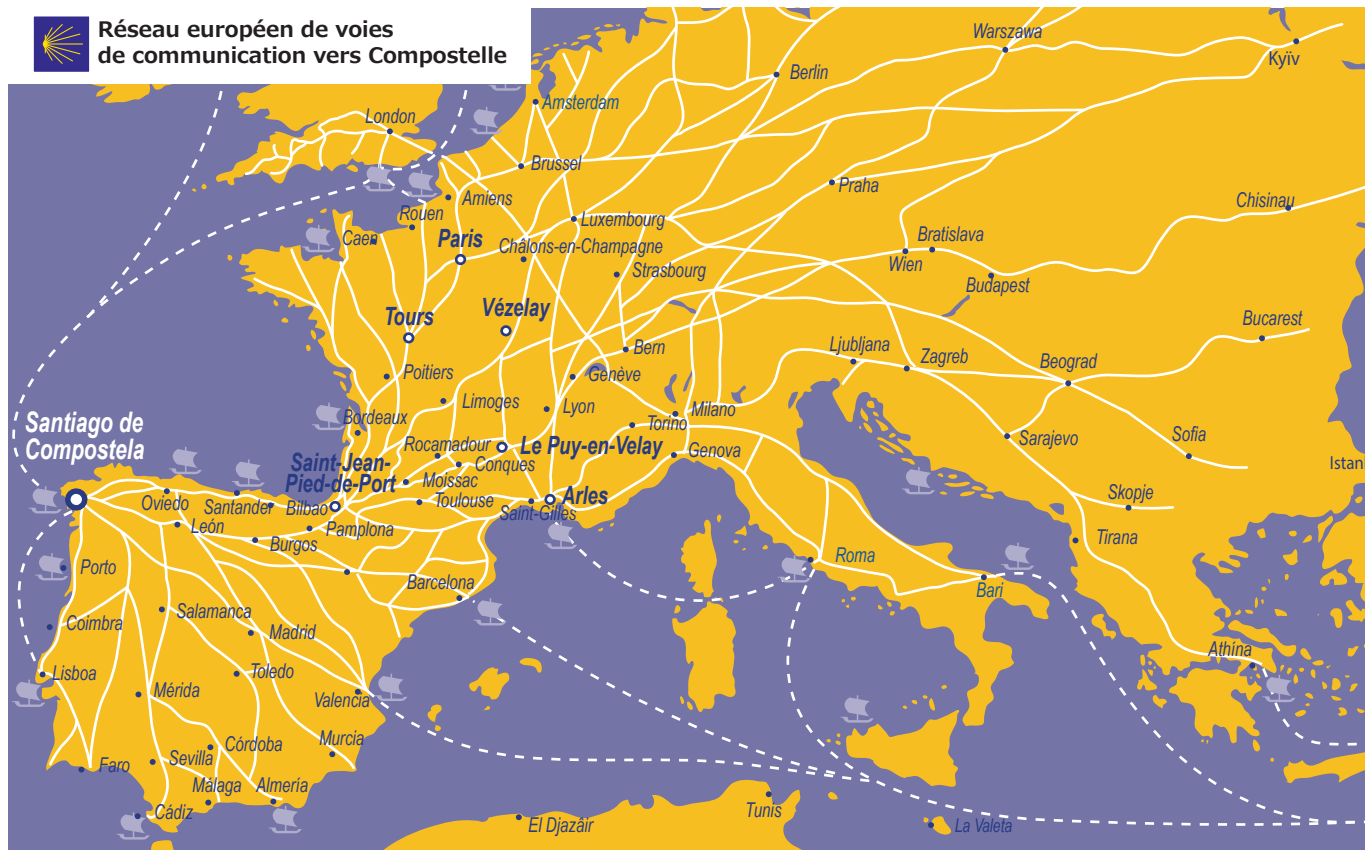 Réseau européen de voies
de communication vers Compostelle
Warszawa
Kyïv
Berlin
Amsterdam
London
Brussel
Praha
Amiens
Chisinau
Rouen
Luxembourg
Caen
Paris
Châlons-en-Champagne
Bratislava
Strasbourg
Wien
Budapest
Tours
Vézelay
Bucarest
Bern
Ljubljana
Zagreb
Beograd
Poitiers
Genève
Limoges
Lyon
Milano
Bordeaux
Torino
Santiago de
Compostela
Rocamadour
Le Puy-en-Velay
Genova
Sarajevo
Sofia
Saint-Jean-
Pied-de-Port
Conques
Istan
Moissac
Arles
Skopje
Oviedo
Santander
Bilbao
Toulouse
Saint-Gilles
León
Pamplona
Burgos
Tirana
Roma
Porto
Barcelona
Bari
Salamanca
Coimbra
Madrid
Athína
Lisboa
Toledo
Mérida
Valencia
Córdoba
Murcia
Sevilla
Faro
Málaga
Almería
Cádiz
Tunis
El Djazáir
La Valeta